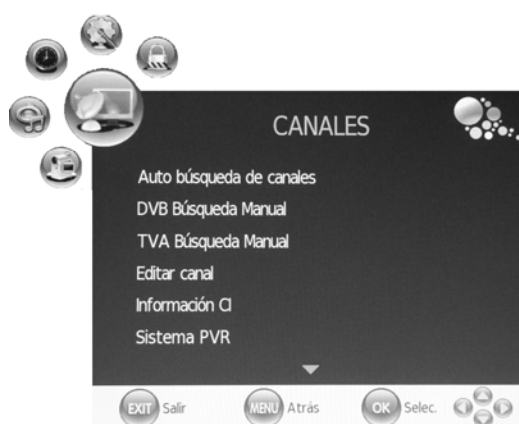 CANALES
Auto búsqueda de canales
DVB Búsqueda Manual
TVA Búsqueda Manual
Editar canal
Información CI
Sistema PVR
EXIT Salir MENU Atrás OK Selec.